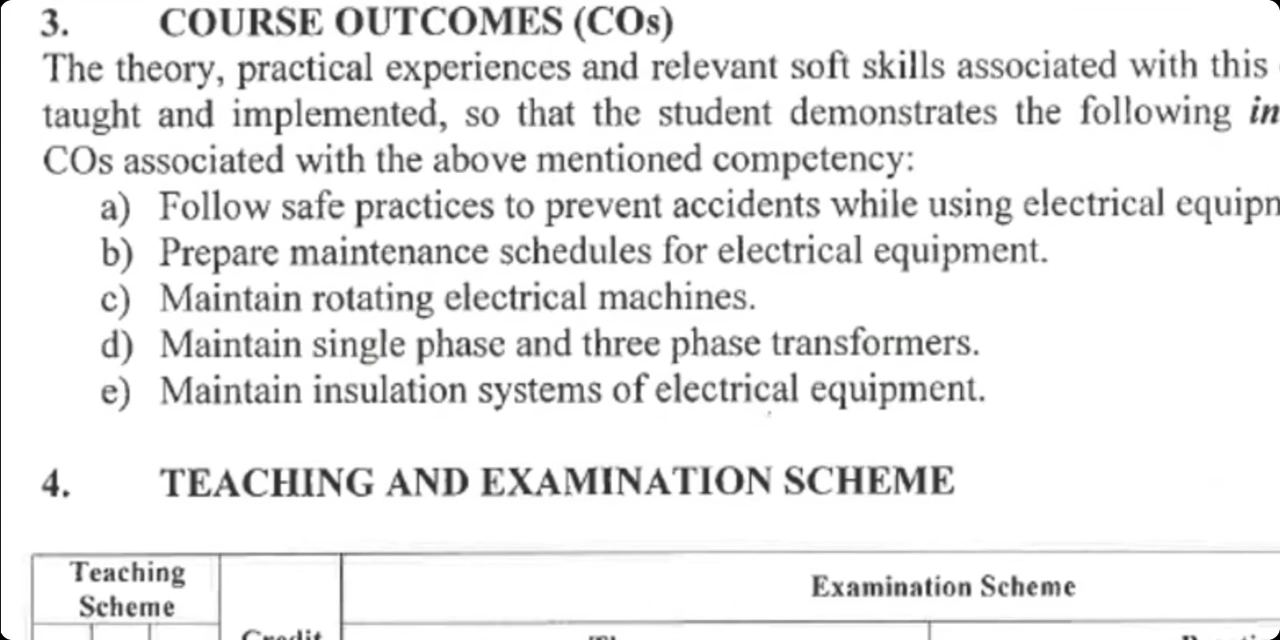 3. COURSE OUTCOMES (COs)
The theory, practical experiences and relevant soft skills associated with this
taught and implemented, so that the student demonstrates the following in
COs associated with the above mentioned competency:
a) Follow safe practices to prevent accidents while using electrical
b) Prepare maintenance schedules for electrical equipment.
c) Maintain rotating electrical machines.
d) Maintain single phase and three phase transformers.
e) Maintain insulation systems of electrical equipment.
4. TEACHING AND EXAMINATION SCHEME
Teaching
Scheme
Examination Scheme
Credit